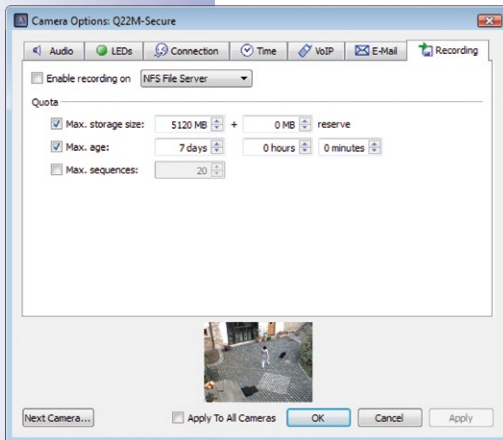 Camera Options: Q22M-Secure
Audio LEDs Connection Time VoIP E-Mail Recording
Enable recording on NFS File Server
Quota
Max. storage size: 5120 MB + 0 MB reserve
Max. age: 7 days 0 hours 0 minutes
Max. sequences: 20
Next Camera... Apply To All Cameras OK Cancel Apply